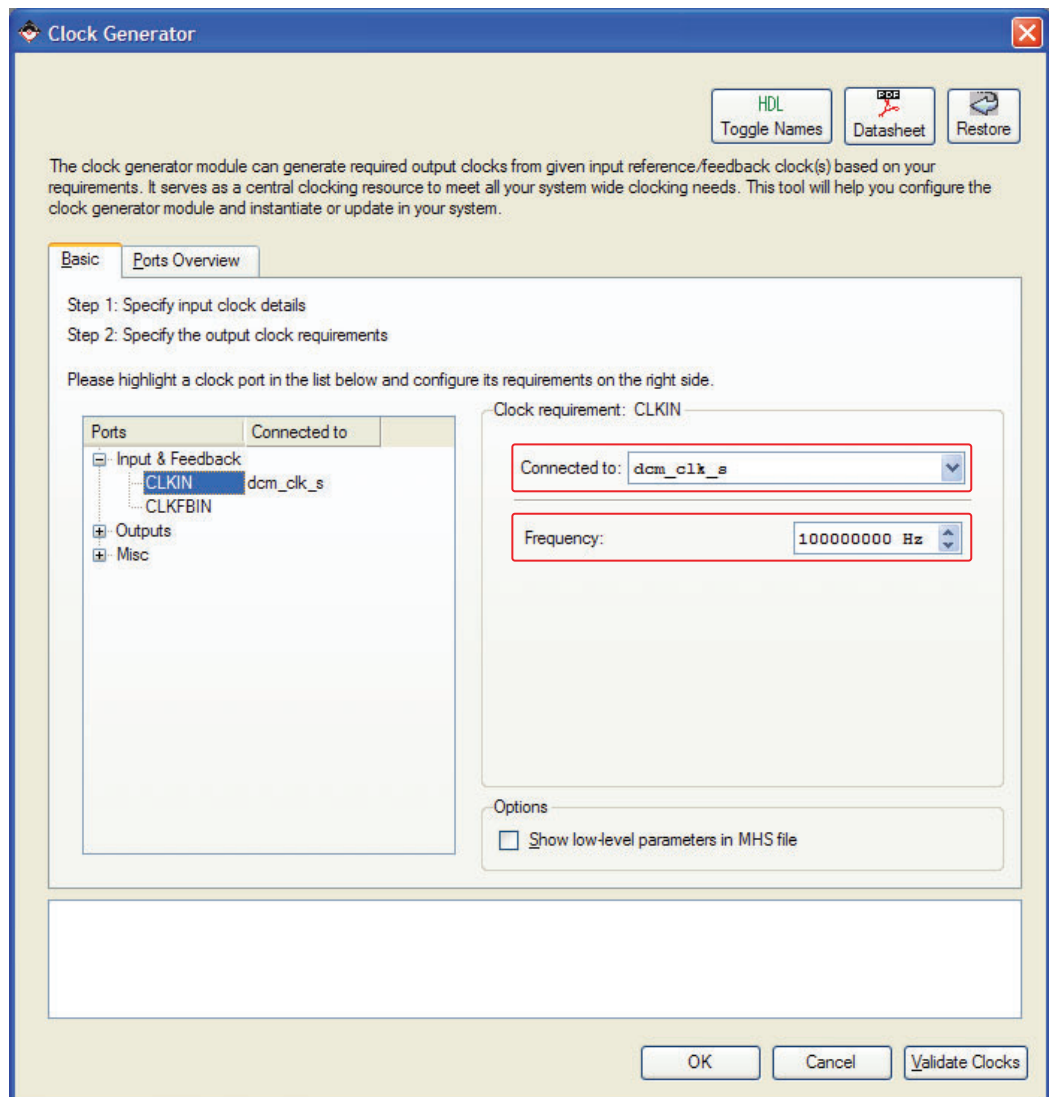 Clock Generator
HDL
Toggle Names
PDF
Datasheet
Restore
The clock generator module can generate required output clocks from given input reference/feedback clock(s) based on your
requirements. It serves as a central clocking resource to meet all your system wide clocking needs. This tool will help you configure the
clock generator module and instantiate or update in your system.
Basic
Ports Overview
Step 1: Specify input clock details
Step 2: Specify the output clock requirements
Please highlight a clock port in the list below and configure its requirements on the right side.
Ports Connected to
Input & Feedback
CLKIN dcm_clk_s
CLKFBIN
Outputs
Misc
Clock requirement: CLKIN
Connected to: dcm_clk_s
Frequency: 100000000 Hz
Options
Show low-level parameters in MHS file
OK
Cancel
Validate Clocks